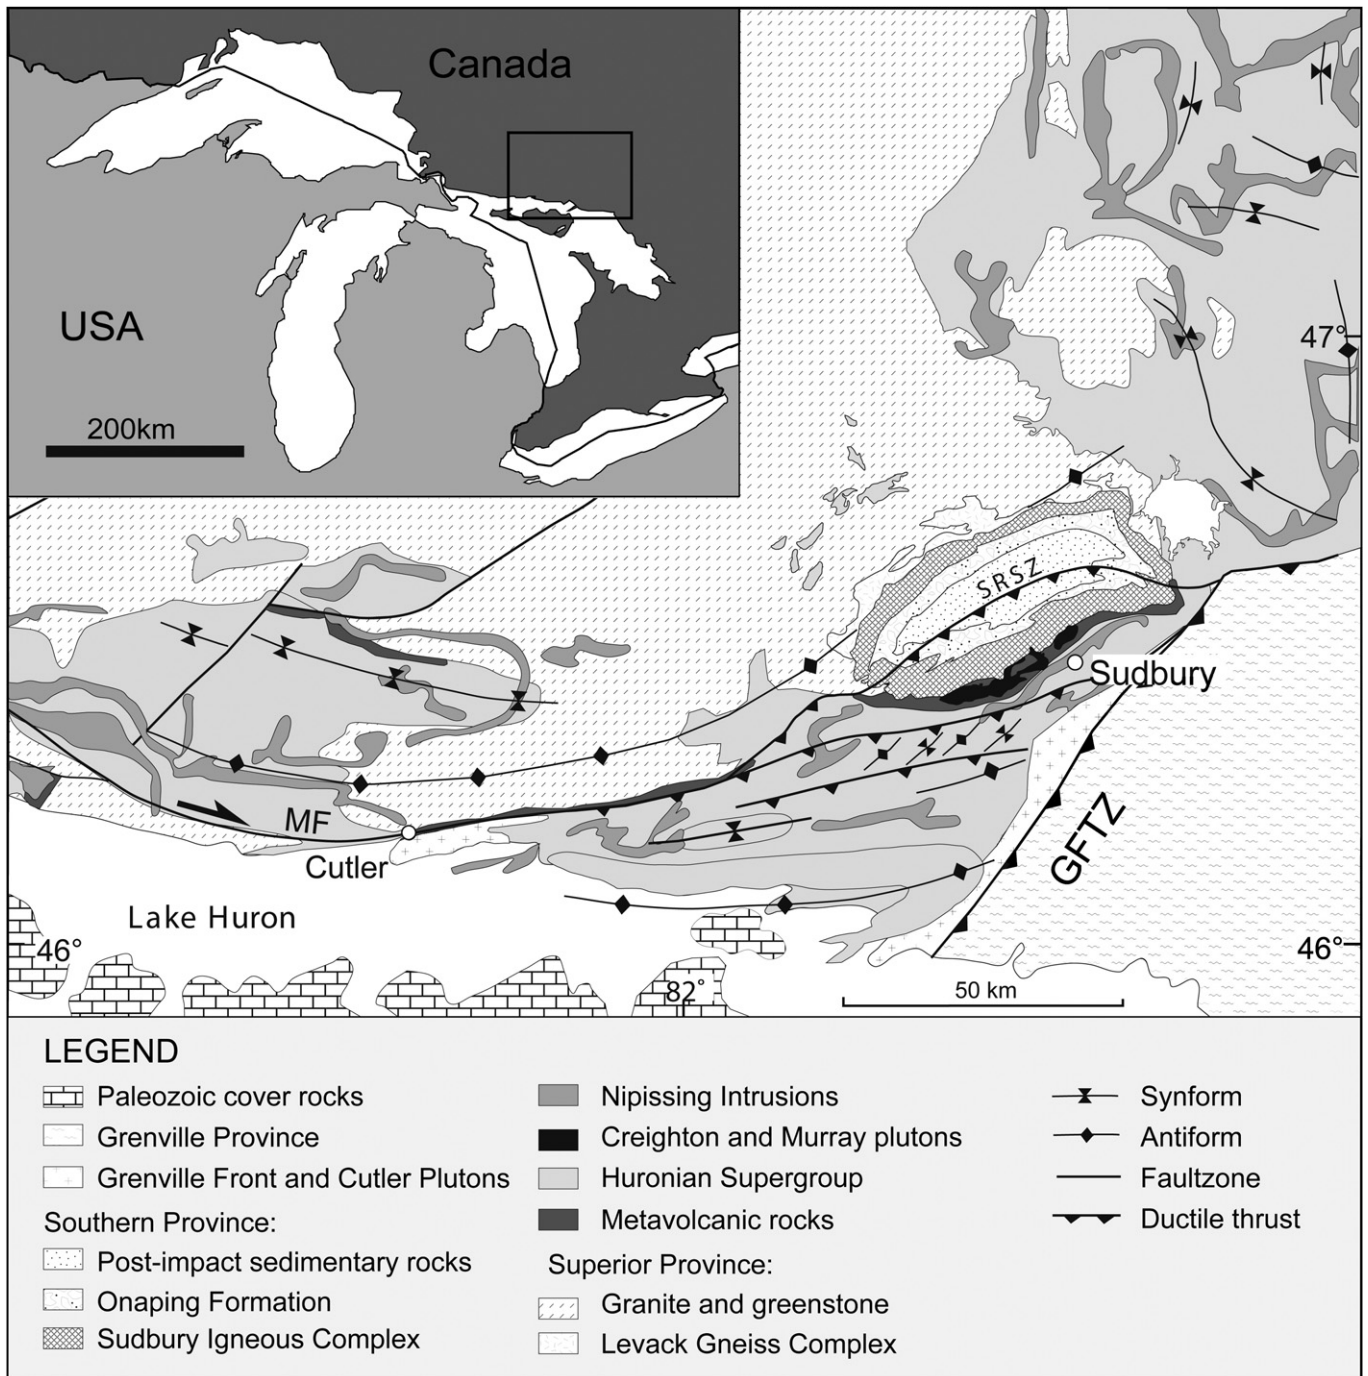 Canada
USA
200km
47°
SRSZ
Sudbury
MF
Cutler
GFTZ
Lake Huron
46°
46°
82°
50 km
LEGEND
Paleozoic cover rocks
Grenville Province
Grenville Front and Cutler Plutons
Southern Province:
Post-impact sedimentary rocks
Onaping Formation
Sudbury Igneous Complex
Nipissing Intrusions
Creighton and Murray plutons
Huronian Supergroup
Metavolcanic rocks
Superior Province:
Granite and greenstone
Levack Gneiss Complex
Synform
Antiform
Faultzone
Ductile thrust